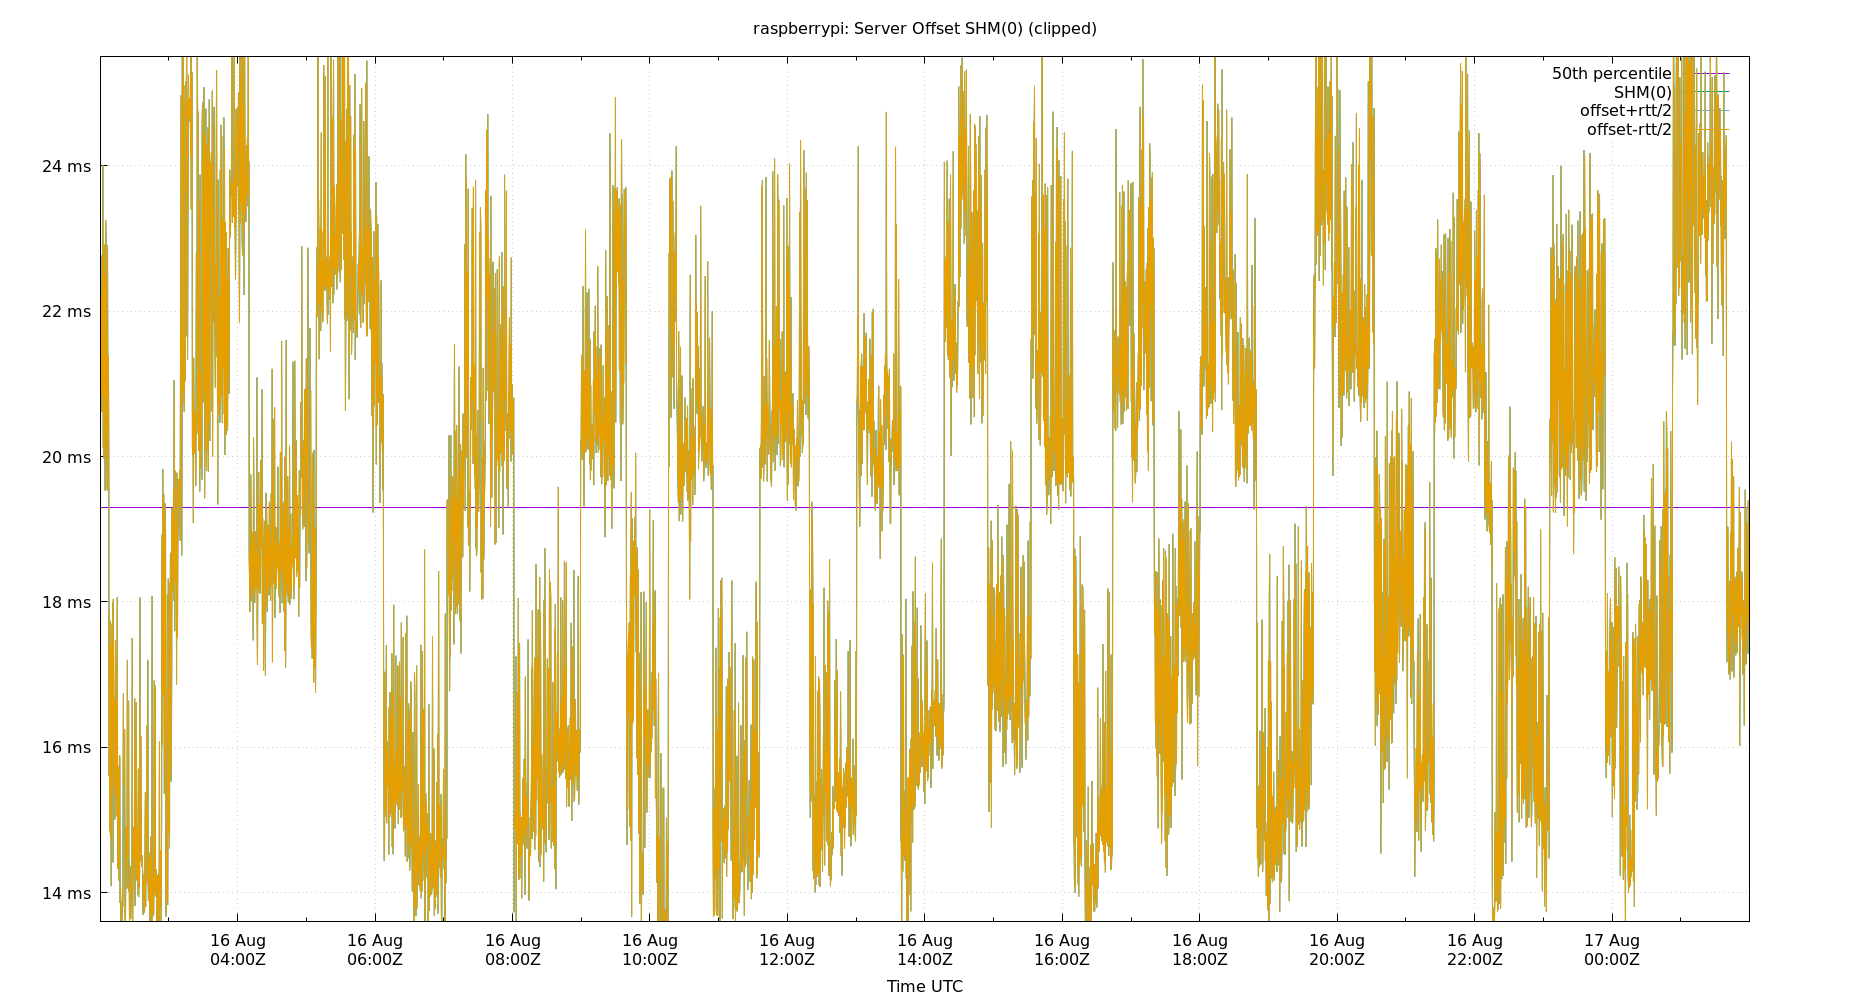 raspberrypi: Server Offset SHM(0) (clipped)
50th percentile
SHM(0)
offset+rtt/2
offset-rtt/2
24 ms
22 ms
20 ms
18 ms
16 ms
14 ms
16 Aug 16 Aug 16 Aug 16 Aug 16 Aug 16 Aug 16 Aug 16 Aug 16 Aug 16 Aug 17 Aug
04:00Z 06:00Z 08:00Z 10:00Z 12:00Z 14:00Z 16:00Z 18:00Z 20:00Z 22:00Z 00:00Z
Time UTC